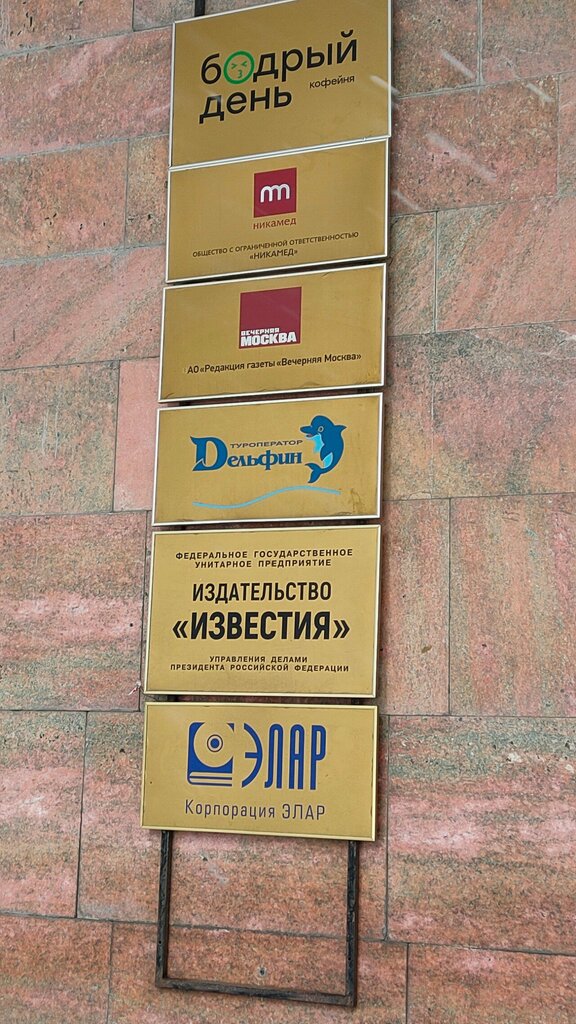 бодрый
день
кофейня
никамед
ОБЩЕСТВО С ОГРАНИЧЕННОЙ ОТВЕТСТВЕННОСТЬЮ
«НИКАМЕД»
ВЕЧЕРНЯЯ
МОСКВА
АО «Редакция газеты «Вечерняя Москва»
ТУРОПЕРАТОР
Дельфин
ФЕДЕРАЛЬНОЕ ГОСУДАРСТВЕННОЕ
УНИТАРНОЕ ПРЕДПРИЯТИЕ
ИЗДАТЕЛЬСТВО
«ИЗВЕСТИЯ»
УПРАВЛЕНИЯ ДЕЛАМИ
ПРЕЗИДЕНТА РОССИЙСКОЙ ФЕДЕРАЦИИ
ЭЛАР
Корпорация ЭЛАР